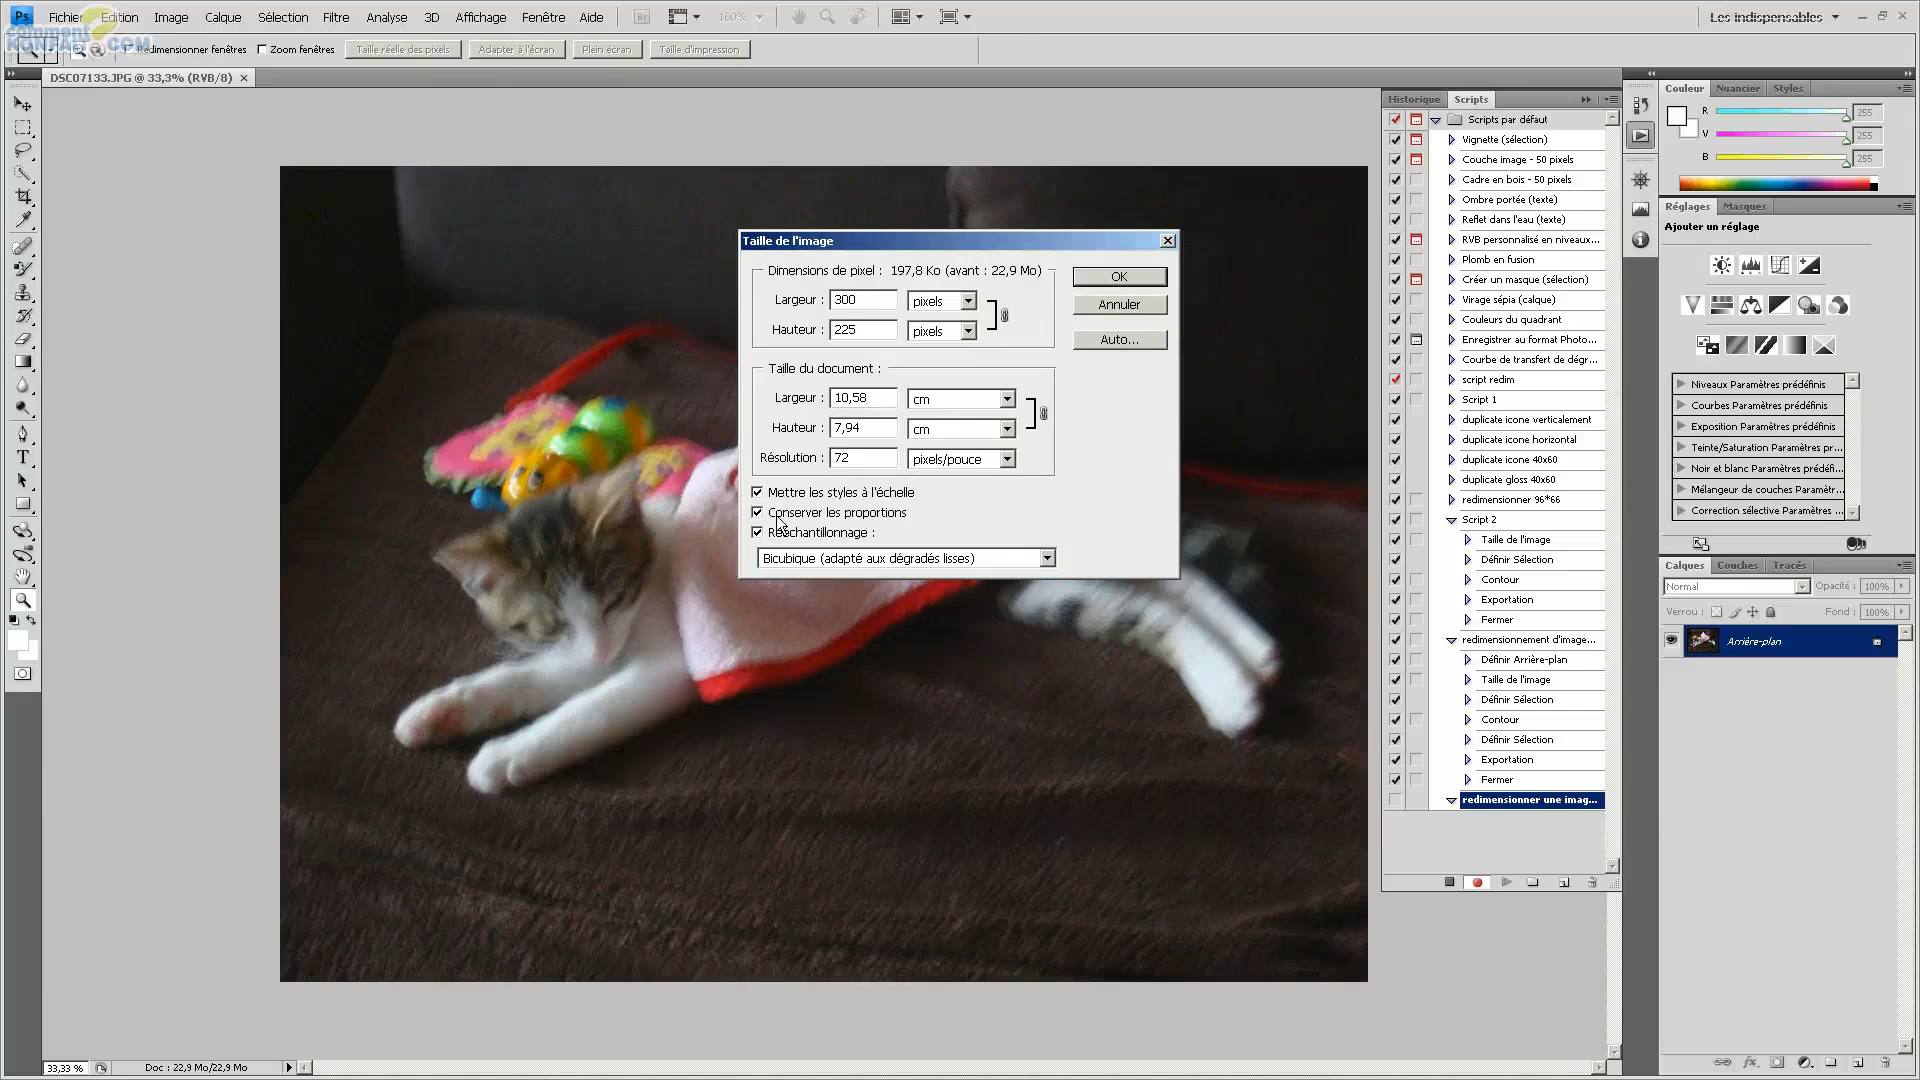 Ps Fichier Edition Image Calque Sélection Filtre Analyse 3D Affichage Fenêtre Aide Br 100% Les indispensables
Redimensionner fenêtres Zoom fenêtres Taille réelle des pixels Adapter à l'écran Plein écran Taille d'impression
DSC07133.JPG @ 33,3% (RVB/8)
Taille de l'image
Dimensions de pixel : 197,8 Ko (avant : 22,9 Mo)
Largeur : 300 pixels
Hauteur : 225 pixels
OK
Annuler
Auto...
Taille du document :
Largeur : 10,58 cm
Hauteur : 7,94 cm
Résolution : 72 pixels/pouce
Mettre les styles à l'échelle
Conserver les proportions
Rééchantillonnage :
Bicubique (adapté aux dégradés lisses)
Historique Scripts
Scripts par défaut
Vignette (sélection)
Couche image - 50 pixels
Cadre en bois - 50 pixels
Ombre portée (texte)
Reflet dans l'eau (texte)
RVB personnalisé en niveaux...
Plomb en fusion
Créer un masque (sélection)
Virage sépia (calque)
Couleurs du quadrant
Enregistrer au format Photo...
Courbe de transfert de dégr...
script redim
Script 1
duplicate icone verticalement
duplicate icone horizontal
duplicate icone 40x60
duplicate gloss 40x60
redimensionner 96*66
Script 2
Taille de l'image
Définir Sélection
Contour
Exportation
Fermer
redimensionnement d'image...
Définir Arrière-plan
Taille de l'image
Définir Sélection
Contour
Définir Sélection
Exportation
Fermer
redimensionner une imag...
Couleur Nuancier Styles
R 255
V 255
B 255
Réglages Masques
Ajouter un réglage
Niveaux Paramètres prédéfinis
Courbes Paramètres prédéfinis
Exposition Paramètres prédéfinis
Teinte/Saturation Paramètres pr...
Noir et blanc Paramètres prédéfi...
Mélangeur de couches Paramètr...
Correction sélective Paramètres ...
Calques Couches Tracés
Normal Opacité : 100%
Verrou : Fond : 100%
Arrière-plan
33,33 % Doc : 22,9 Mo/22,9 Mo